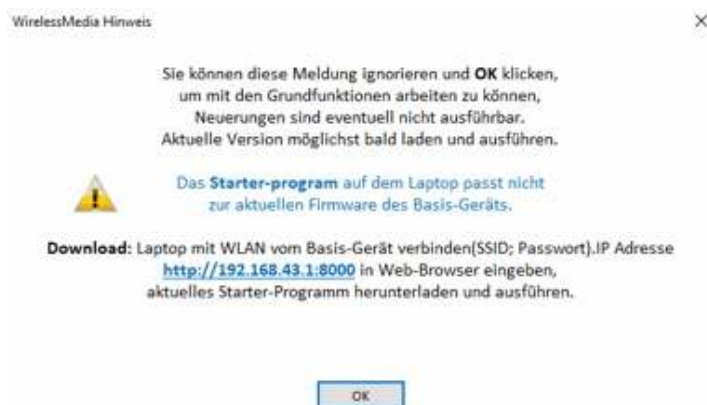 WirelessMedia Hinweis
Sie können diese Meldung ignorieren und OK klicken,
um mit den Grundfunktionen arbeiten zu können,
Neuerungen sind eventuell nicht ausführbar.
Aktuelle Version möglichst bald laden und ausführen.
Das Starter-program auf dem Laptop passt nicht
zur aktuellen Firmware des Basis-Geräts.
Download: Laptop mit WLAN vom Basis-Gerät verbinden(SSID; Passwort).IP Adresse
http://192.168.43.1:8000 in Web-Browser eingeben,
aktuelles Starter-Programm herunterladen und ausführen.
OK